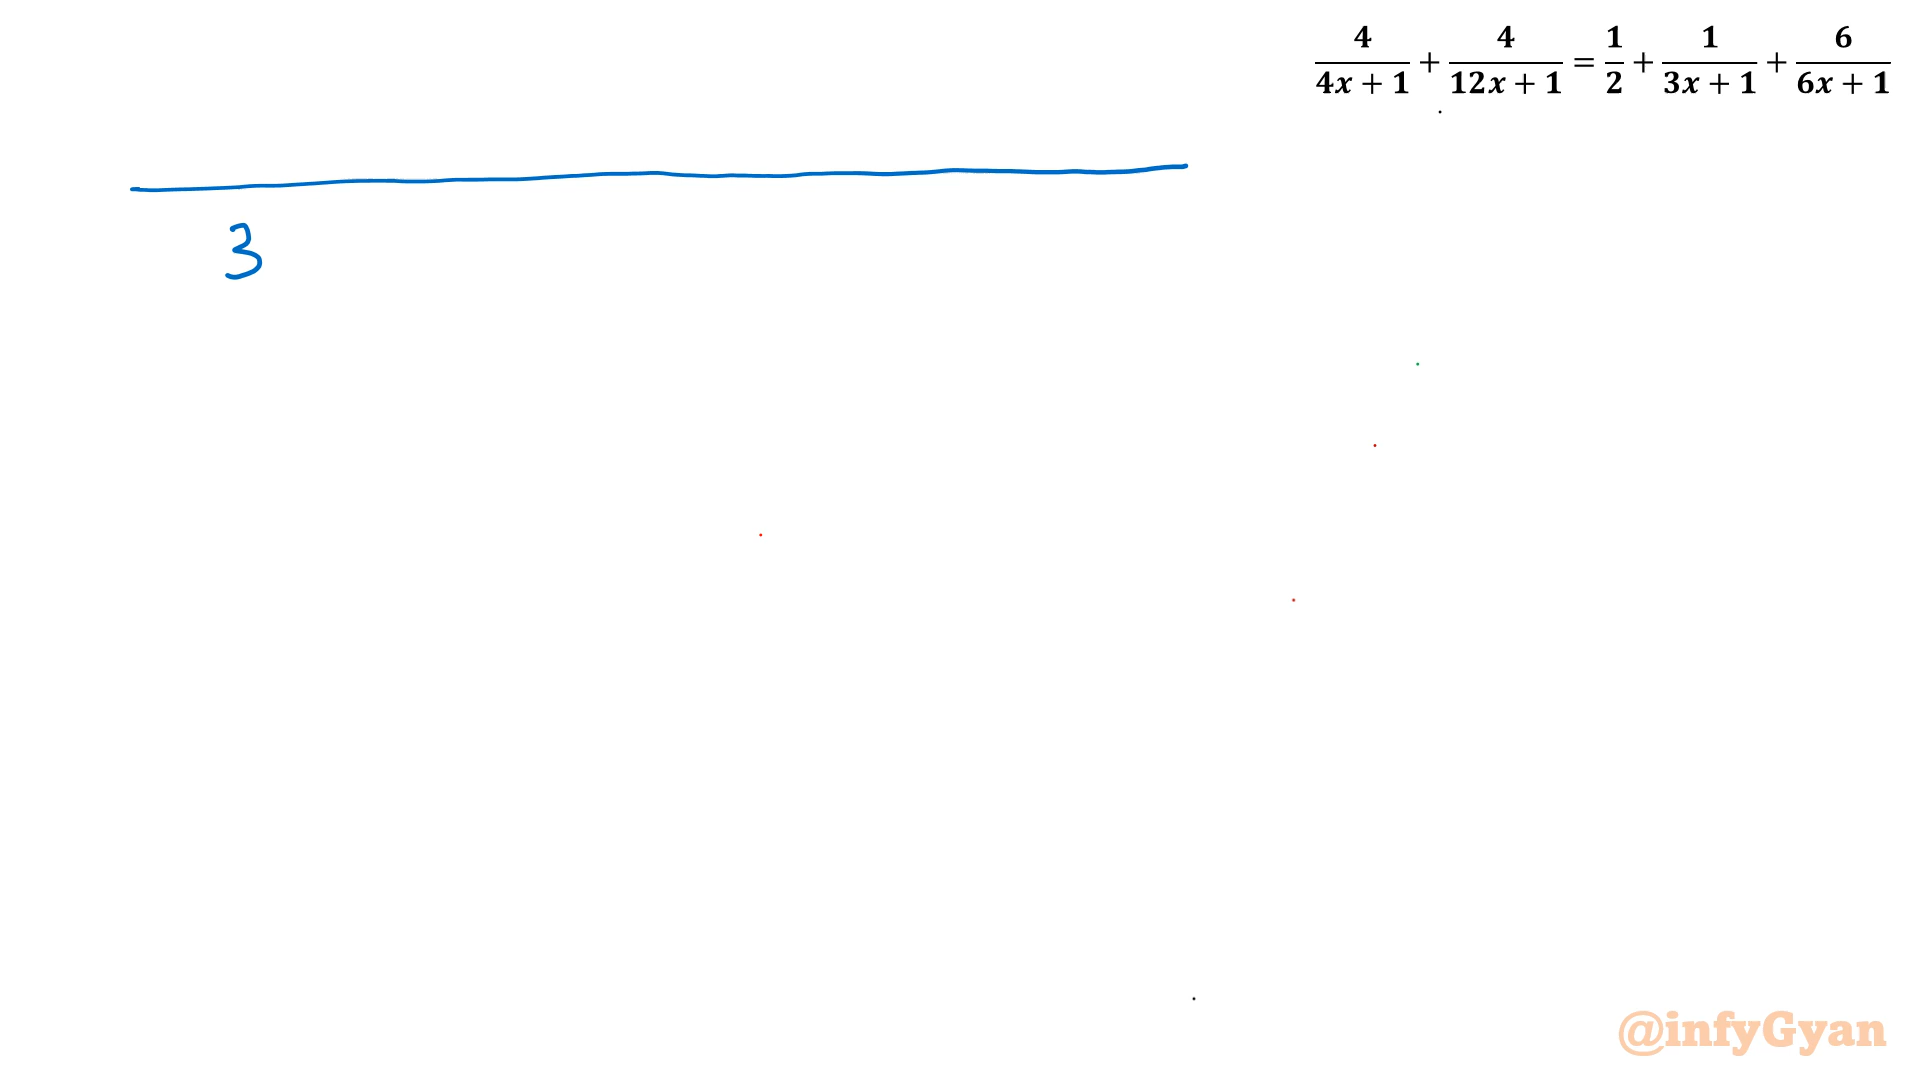 4/(4x + 1) + 4/(12x + 1) = 1/2 + 1/(3x + 1) + 6/(6x + 1)
3
@infyGyan